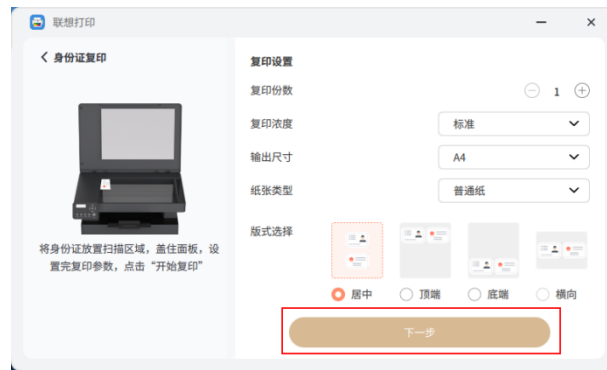 联想打印
身份证复印
将身份证放置扫描区域，盖住面板，设
置完复印参数，点击“开始复印”
复印设置
复印份数 1
复印浓度 标准
输出尺寸 A4
纸张类型 普通纸
版式选择
居中 顶端 底端 横向
下一步